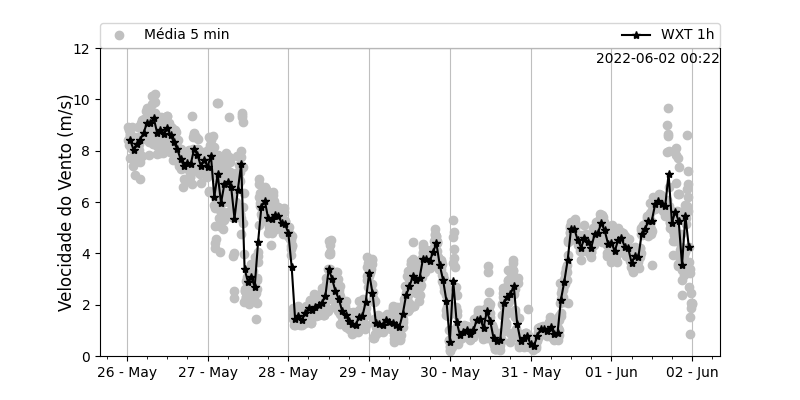 Média 5 min
WXT 1h
2022-06-02 00:22
Velocidade do Vento (m/s)
12
10
8
6
4
2
0
26 - May 27 - May 28 - May 29 - May 30 - May 31 - May 01 - Jun 02 - Jun